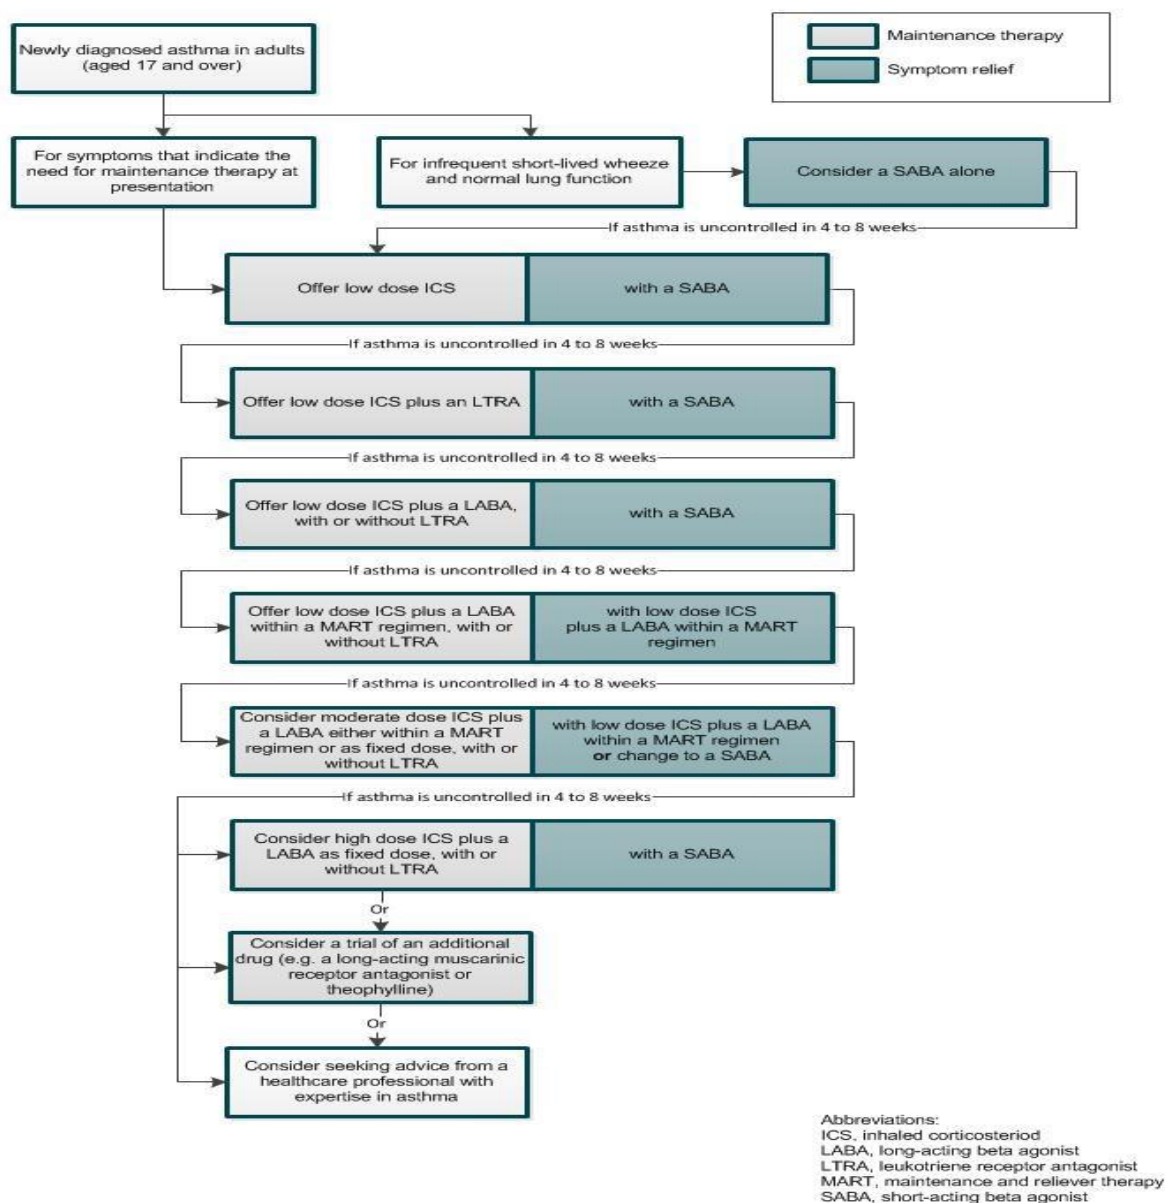 Newly diagnosed asthma in adults
(aged 17 and over)
Maintenance therapy
Symptom relief
For symptoms that indicate the
need for maintenance therapy at
presentation
For infrequent short-lived wheeze
and normal lung function
Consider a SABA alone
If asthma is uncontrolled in 4 to 8 weeks
Offer low dose ICS
with a SABA
If asthma is uncontrolled in 4 to 8 weeks
Offer low dose ICS plus an LTRA
with a SABA
If asthma is uncontrolled in 4 to 8 weeks
Offer low dose ICS plus a LABA,
with or without LTRA
with a SABA
If asthma is uncontrolled in 4 to 8 weeks
Offer low dose ICS plus a LABA
within a MART regimen, with or
without LTRA
with low dose ICS
plus a LABA within a MART
regimen
If asthma is uncontrolled in 4 to 8 weeks
Consider moderate dose ICS plus
a LABA either within a MART
regimen or as fixed dose, with or
without LTRA
with low dose ICS plus a LABA
within a MART regimen
or change to a SABA
If asthma is uncontrolled in 4 to 8 weeks
Consider high dose ICS plus a
LABA as fixed dose, with or
without LTRA
with a SABA
Or
Consider a trial of an additional
drug (e.g. a long-acting muscarinic
receptor antagonist or
theophylline)
Or
Consider seeking advice from a
healthcare professional with
expertise in asthma
Abbreviations:
ICS, inhaled corticosteriod
LABA, long-acting beta agonist
LTRA, leukotriene receptor antagonist
MART, maintenance and reliever therapy
SABA, short-acting beta agonist